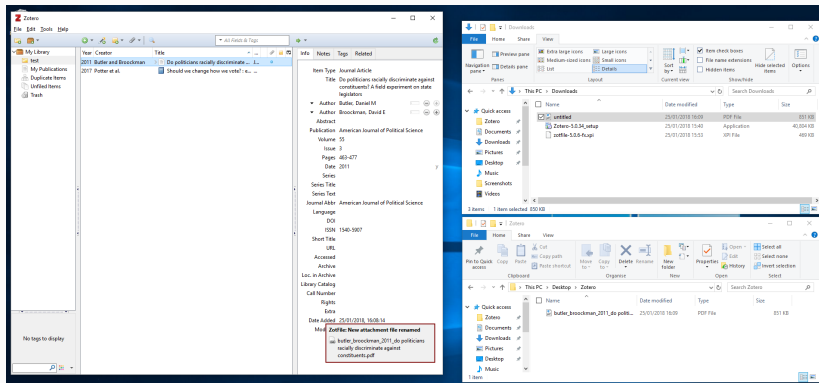 Zotero
File Edit Tools Help
All Fields & Tags
My Library
test
My Publications
Duplicate Items
Unfiled Items
Trash
No tags to display
Year Creator Title
2011 Butler and Broockman Do politicians racially discriminate ... J...
2017 Potter et al. Should we change how we vote? : e...
Info Notes Tags Related
Item Type Journal Article
Title Do politicians racially discriminate against
constituents? A field experiment on state
legislators
Author Butler, Daniel M
Author Broockman, David E
Abstract
Publication American Journal of Political Science
Volume 55
Issue 3
Pages 463-477
Date 2011 y
Series
Series Title
Series Text
Journal Abbr American Journal of Political Science
Language
DOI
ISSN 1540-5907
Short Title
URL
Accessed
Archive
Loc. in Archive
Library Catalog
Call Number
Rights
Extra
Date Added 25/01/2018, 16:08:14
Modi
ZotFile: New attachment file renamed
butler_broockman_2011_do politicians
racially discriminate against
constituents.pdf
Downloads
File Home Share View
Navigation pane
Preview pane
Details pane
Panes
Extra large icons Large icons
Medium-sized icons Small icons
List Details
Layout
Sort by
Current view
Item check boxes
File name extensions
Hidden items
Hide selected items
Show/hide
Options
This PC > Downloads
Search Downloads
Name Date modified Type Size
Quick access
Zotero
Documents
Downloads
Pictures
Desktop
Music
Screenshots
Videos
untitled 25/01/2018 16:08 PDF File 851 KB
Zotero-5.0.34_setup 25/01/2018 15:40 Application 40,894 KB
zotfile-5.0.6-fx.xpi 25/01/2018 15:53 XPI File 469 KB
3 items 1 item selected 850 KB
Zotero
File Home Share View
Pin to Quick access
Copy
Paste
Cut
Copy path
Paste shortcut
Clipboard
Move to
Copy to
Delete
Rename
Organise
New folder
New
Properties
Open
Edit
History
Open
Select all
Select none
Invert selection
Select
This PC > Desktop > Zotero
Search Zotero
Name Date modified Type Size
Quick access
Zotero
Documents
Downloads
Pictures
Desktop
Music
butler_broockman_2011_do politi... 25/01/2018 16:09 PDF File 851 KB
1 item